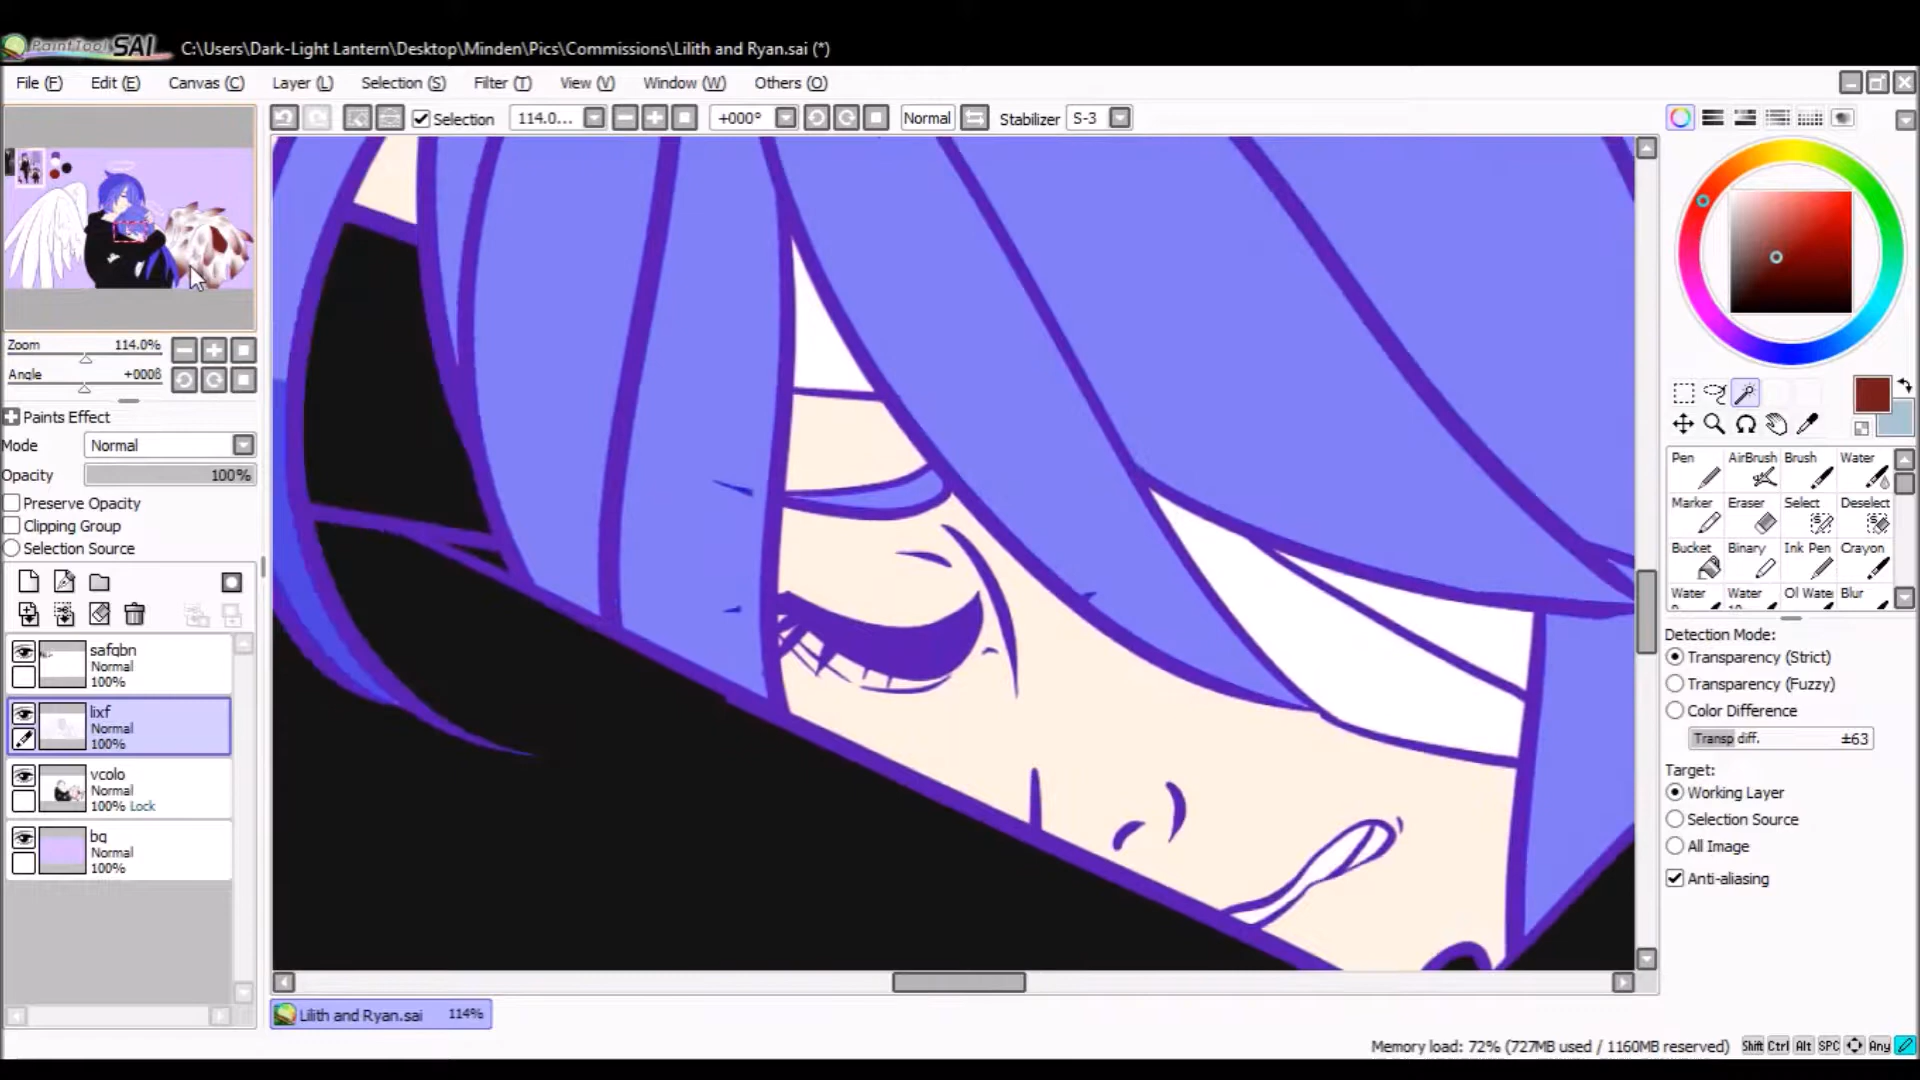 PaintTool SAI C:\Users\Dark-Light Lantern\Desktop\Minden\Pics\Commissions\Lilith and Ryan.sai (*)
File (F) Edit (E) Canvas (C) Layer (L) Selection (S) Filter (T) View (V) Window (W) Others (O)
Selection 114.0... +000° Normal Stabilizer S-3
Zoom 114.0%
Angle +000ß
Paints Effect
Mode Normal
Opacity 100%
Preserve Opacity
Clipping Group
Selection Source
safqbn
Normal
100%
lixf
Normal
100%
vcolo
Normal
100% Lock
bq
Normal
100%
Pen AirBrush Brush Water
Marker Eraser Select Deselect
Bucket Binary Ink Pen Crayon
Water Water Ol Wate Blur
Detection Mode:
Transparency (Strict)
Transparency (Fuzzy)
Color Difference
Transp diff. ±63
Target:
Working Layer
Selection Source
All Image
Anti-aliasing
Lilith and Ryan.sai 114%
Memory load: 72% (727MB used / 1160MB reserved) Shift Ctrl Alt SPC Any